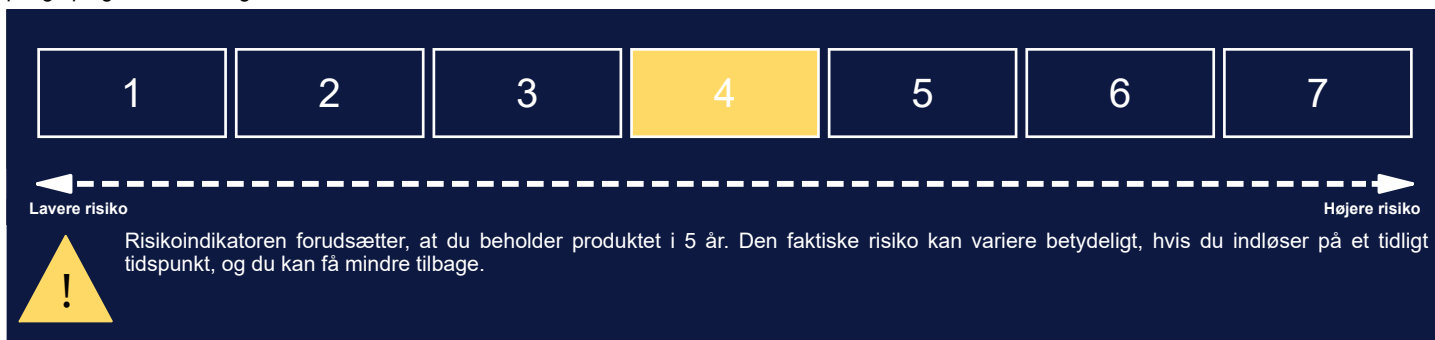 1 2 3 4 5 6 7
Lavere risiko Højere risiko
Risikoindikatoren forudsætter, at du beholder produktet i 5 år. Den faktiske risiko kan variere betydeligt, hvis du indløser på et tidligt
tidspunkt, og du kan få mindre tilbage.
!